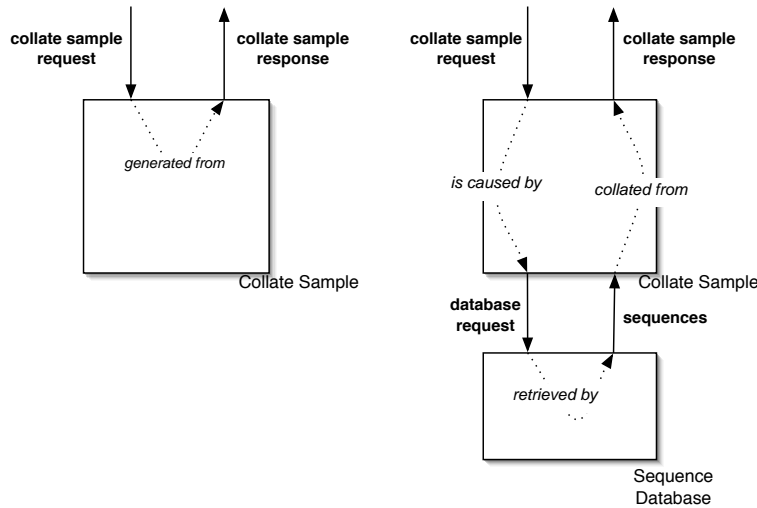 collate sample
request
collate sample
response
generated from
Collate Sample
collate sample
request
collate sample
response
is caused by
collated from
Collate Sample
database
request
sequences
retrieved by
Sequence
Database